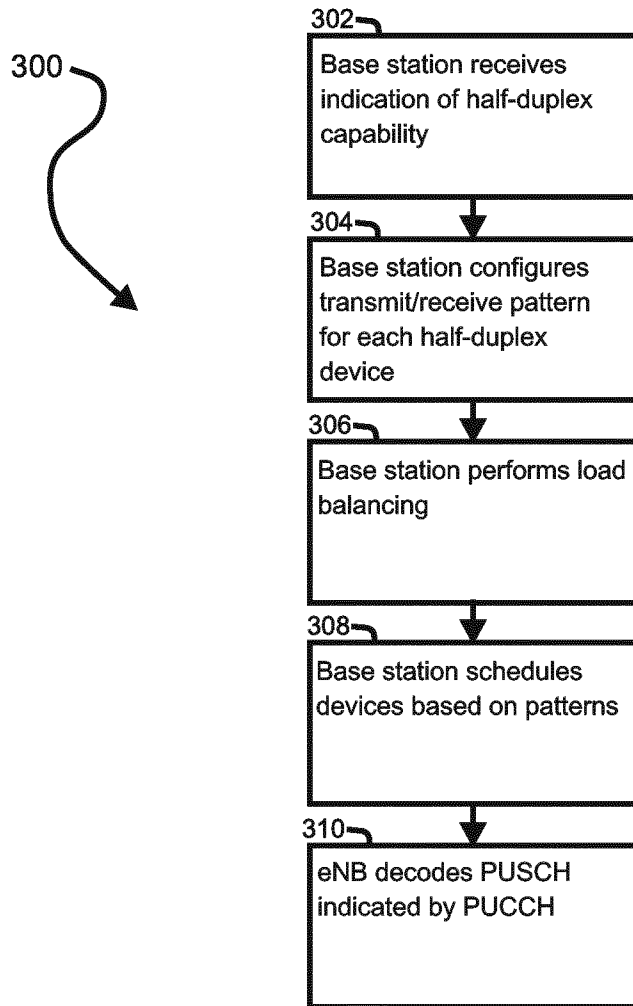 300
302
Base station receives
indication of half-duplex
capability
304
Base station configures
transmit/receive pattern
for each half-duplex
device
306
Base station performs load
balancing
308
Base station schedules
devices based on patterns
310
eNB decodes PUSCH
indicated by PUCCH